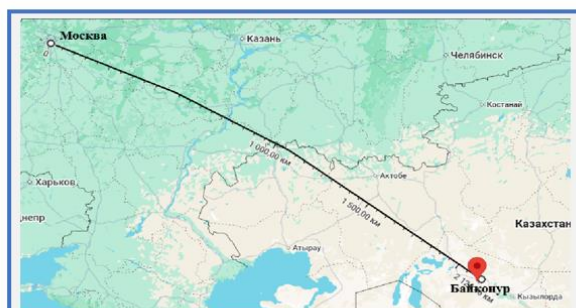 Москва
Казань
Челябинск
Костанай
1 000,00 км
Харьков
Актобе
1 500,00 км
Днепр
Казахстан
Атырау
Байконур
Кызылорда